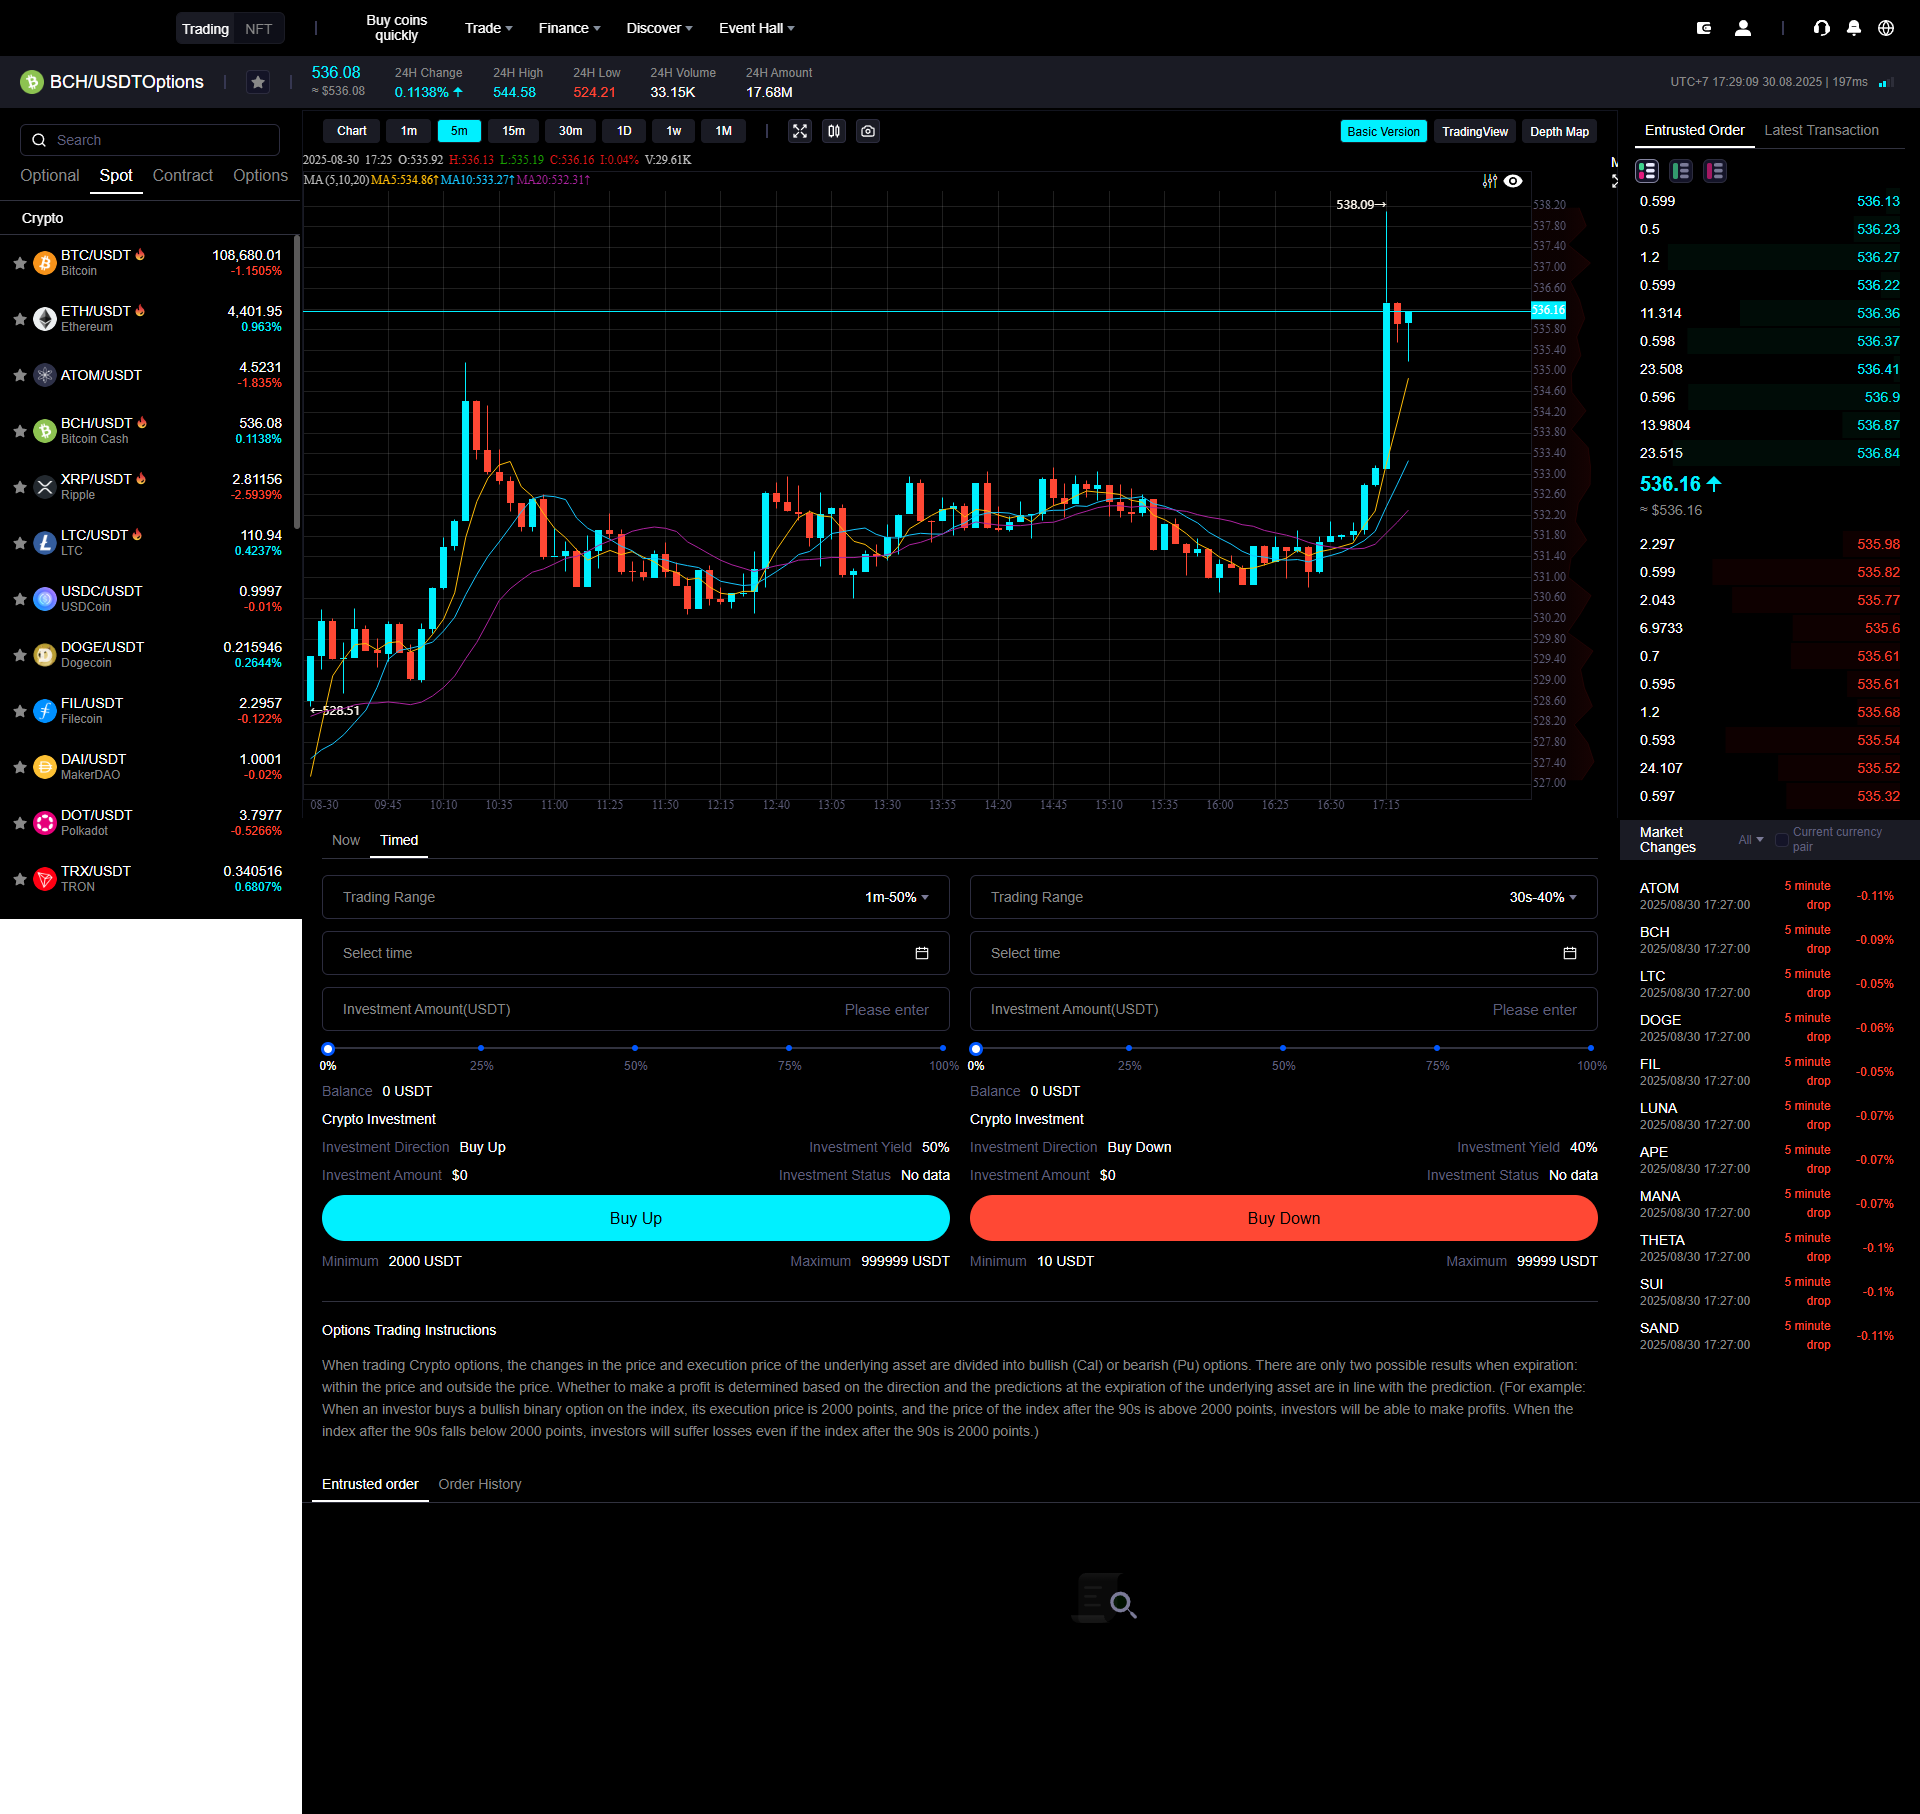 Trading NFT
Buy coins
quickly
Trade
Finance
Discover
Event Hall
BCH/USDTOptions
536.08
≈ $536.08
24H Change
0.1138%
24H High
544.58
24H Low
524.21
24H Volume
33.15K
24H Amount
17.68M
UTC+7 17:29:09 30.08.2025 | 197ms
Search
Optional Spot Contract Options
Crypto
BTC/USDT 108,680.01
Bitcoin -1.1505%
ETH/USDT 4,401.95
Ethereum 0.963%
ATOM/USDT 4.5231
-1.835%
BCH/USDT 536.08
Bitcoin Cash 0.1138%
XRP/USDT 2.81156
Ripple -2.5939%
LTC/USDT 110.94
LTC 0.4237%
USDC/USDT 0.9997
USDCoin -0.01%
DOGE/USDT 0.215946
Dogecoin 0.2644%
FIL/USDT 2.2957
Filecoin -0.122%
DAI/USDT 1.0001
MakerDAO -0.02%
DOT/USDT 3.7977
Polkadot -0.5266%
TRX/USDT 0.340516
TRON 0.6807%
Chart 1m 5m 15m 30m 1D 1w 1M
Basic Version TradingView Depth Map
2025-08-30 17:25 O:535.92 H:536.13 L:535.19 C:536.16 I:0.04% V:29.61K
MA (5,10,20) MA5:534.86↑ MA10:533.27↑ MA20:532.31↑
538.09→
←528.51
538.20
537.80
537.40
537.00
536.60
536.16
535.80
535.40
535.00
534.60
534.20
533.80
533.40
533.00
532.60
532.20
531.80
531.40
531.00
530.60
530.20
529.80
529.40
529.00
528.60
528.20
527.80
527.40
527.00
08-30 09:45 10:10 10:35 11:00 11:25 11:50 12:15 12:40 13:05 13:30 13:55 14:20 14:45 15:10 15:35 16:00 16:25 16:50 17:15
Entrusted Order Latest Transaction
0.599 536.13
0.5 536.23
1.2 536.27
0.599 536.22
11.314 536.36
0.598 536.37
23.508 536.41
0.596 536.9
13.9804 536.87
23.515 536.84
536.16
≈ $536.16
2.297 535.98
0.599 535.82
2.043 535.77
6.9733 535.6
0.7 535.61
0.595 535.61
1.2 535.68
0.593 535.54
24.107 535.52
0.597 535.32
Market
Changes
All
Current currency
pair
ATOM 5 minute
2025/08/30 17:27:00 drop -0.11%
BCH 5 minute
2025/08/30 17:27:00 drop -0.09%
LTC 5 minute
2025/08/30 17:27:00 drop -0.05%
DOGE 5 minute
2025/08/30 17:27:00 drop -0.06%
FIL 5 minute
2025/08/30 17:27:00 drop -0.05%
LUNA 5 minute
2025/08/30 17:27:00 drop -0.07%
APE 5 minute
2025/08/30 17:27:00 drop -0.07%
MANA 5 minute
2025/08/30 17:27:00 drop -0.07%
THETA 5 minute
2025/08/30 17:27:00 drop -0.1%
SUI 5 minute
2025/08/30 17:27:00 drop -0.1%
SAND 5 minute
2025/08/30 17:27:00 drop -0.11%
Now Timed
Trading Range 1m-50%
Select time
Investment Amount(USDT) Please enter
0% 25% 50% 75% 100%
Balance 0 USDT
Crypto Investment
Investment Direction Buy Up Investment Yield 50%
Investment Amount $0 Investment Status No data
Buy Up
Minimum 2000 USDT Maximum 999999 USDT
Trading Range 30s-40%
Select time
Investment Amount(USDT) Please enter
0% 25% 50% 75% 100%
Balance 0 USDT
Crypto Investment
Investment Direction Buy Down Investment Yield 40%
Investment Amount $0 Investment Status No data
Buy Down
Minimum 10 USDT Maximum 99999 USDT
Options Trading Instructions
When trading Crypto options, the changes in the price and execution price of the underlying asset are divided into bullish (Cal) or bearish (Pu) options. There are only two possible results when expiration:
within the price and outside the price. Whether to make a profit is determined based on the direction and the predictions at the expiration of the underlying asset are in line with the prediction. (For example:
When an investor buys a bullish binary option on the index, its execution price is 2000 points, and the price of the index after the 90s is above 2000 points, investors will be able to make profits. When the
index after the 90s falls below 2000 points, investors will suffer losses even if the index after the 90s is 2000 points.)
Entrusted order Order History